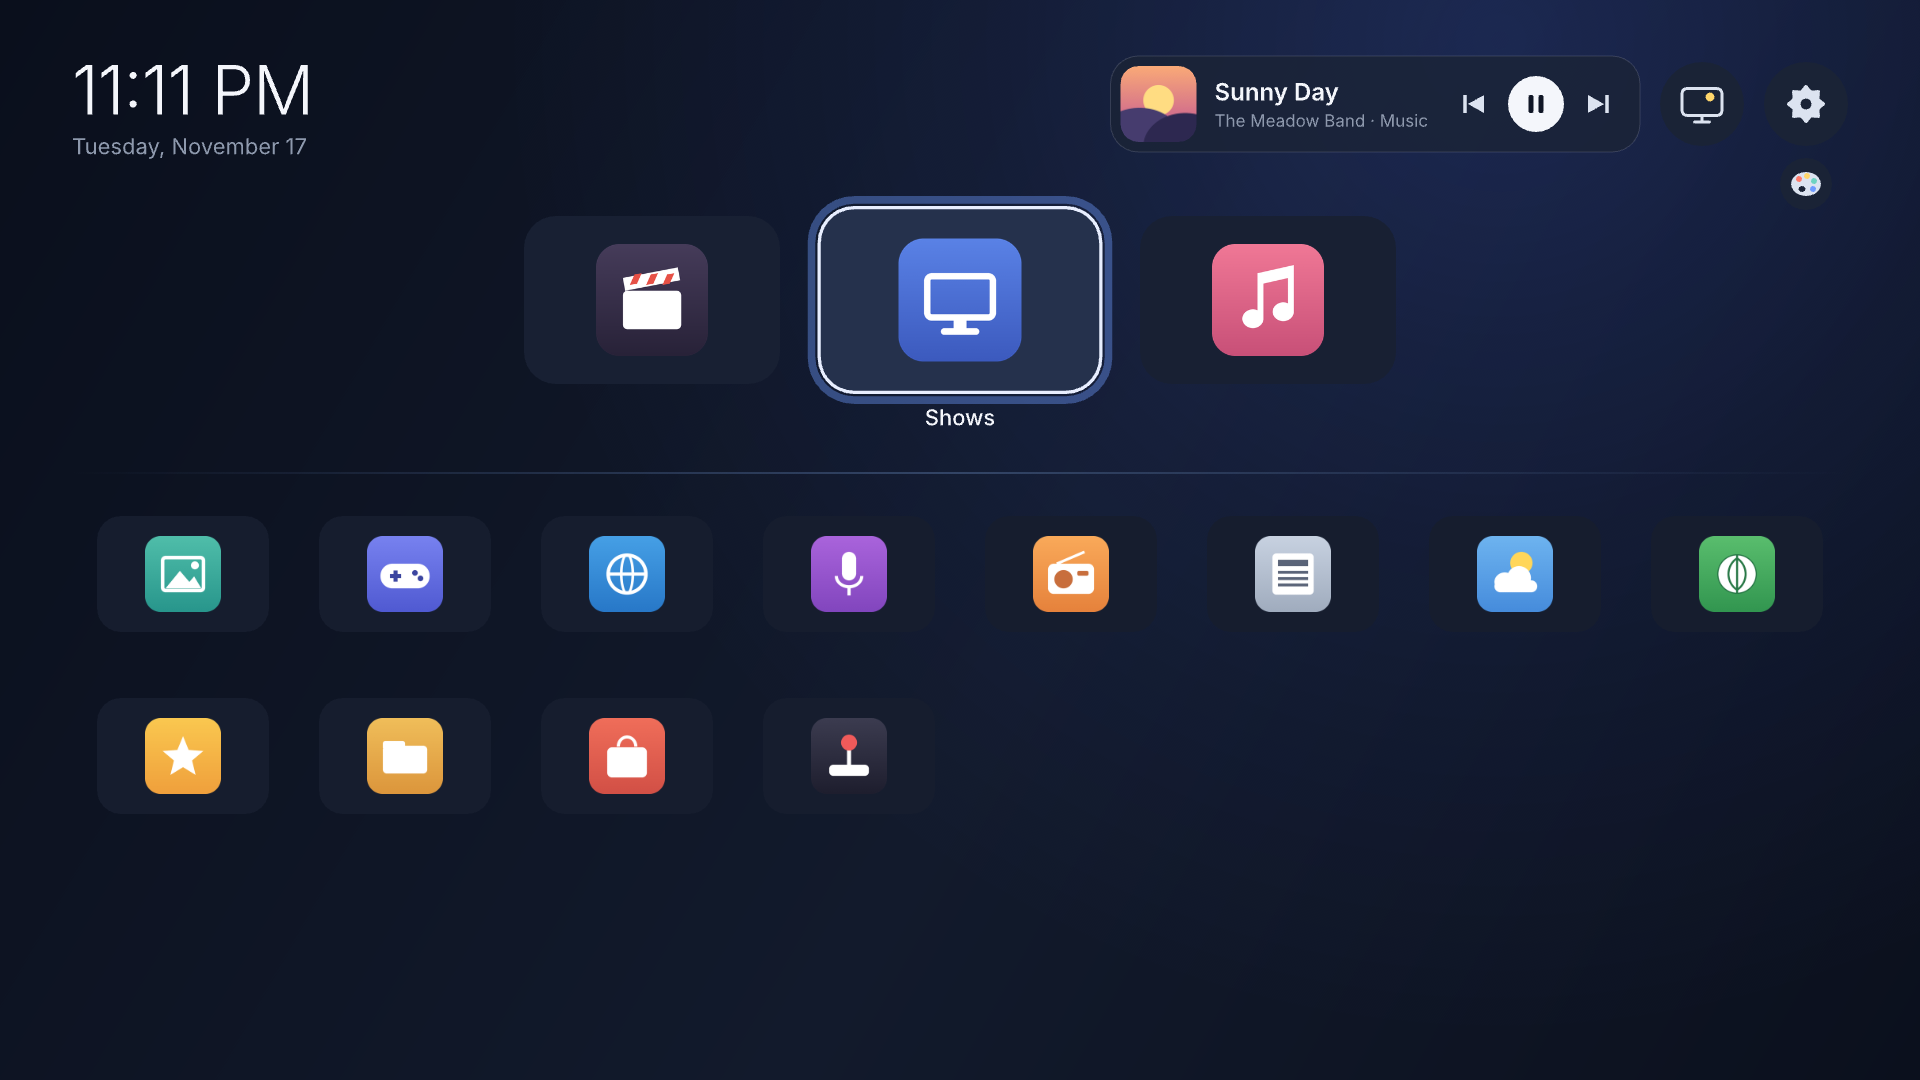 11:11 PM
Tuesday, November 17
Sunny Day
The Meadow Band · Music
Shows